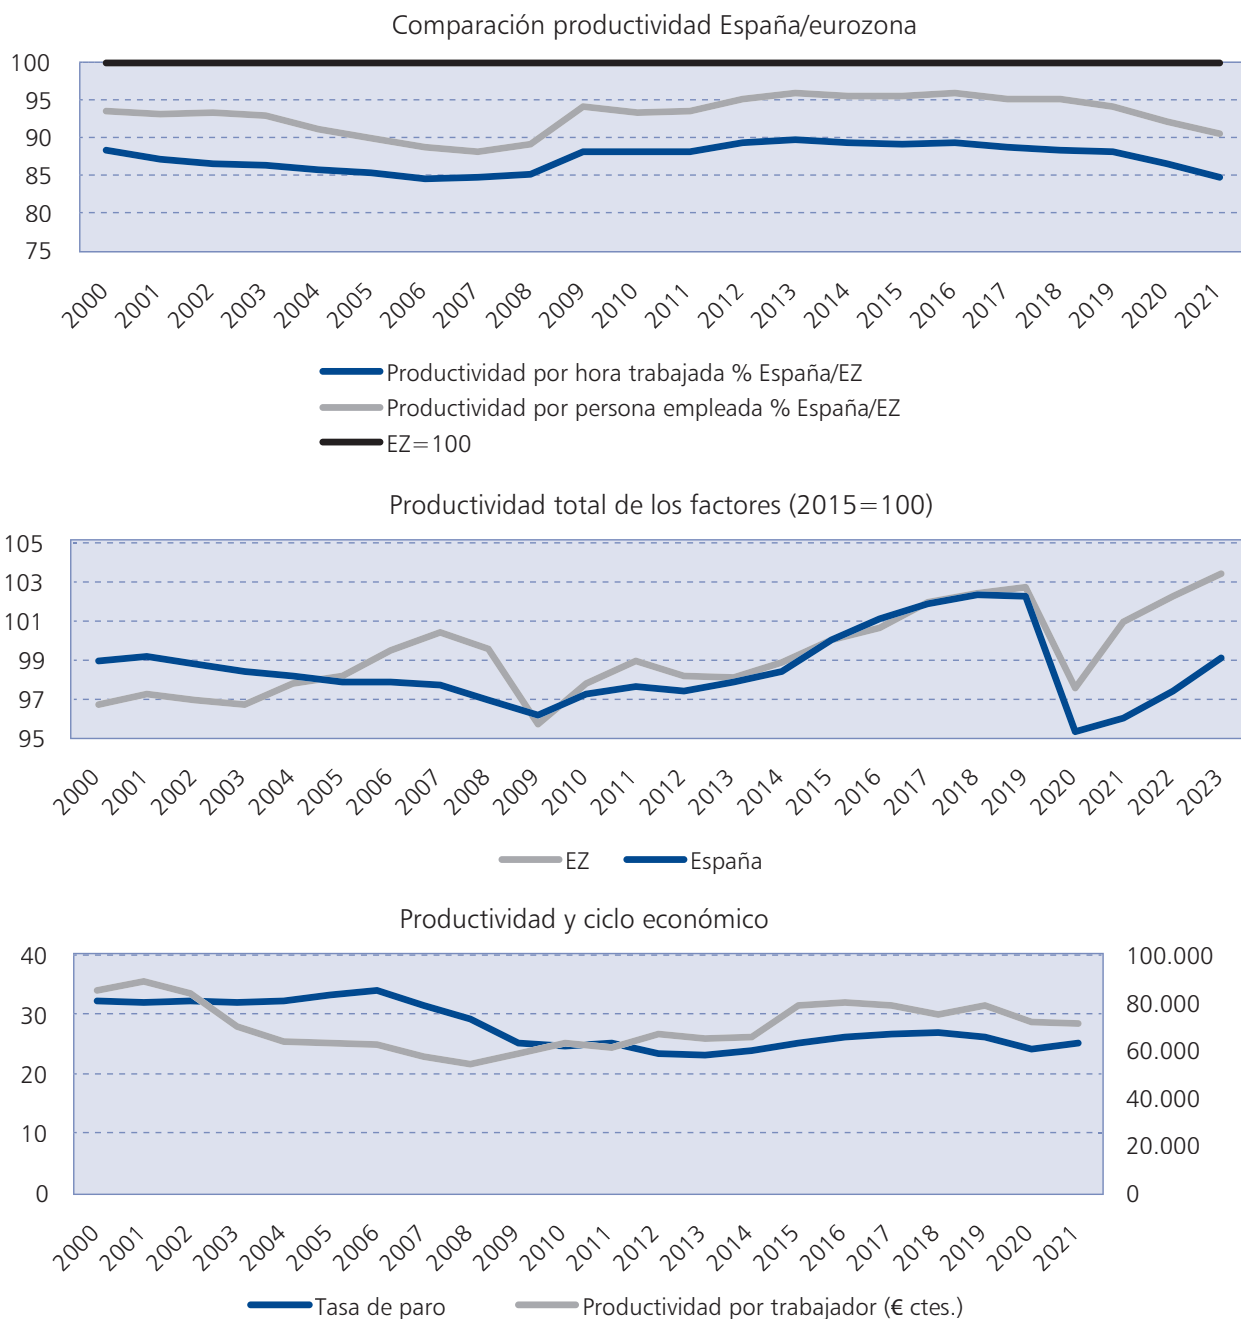 Comparación productividad España/eurozona
100
95
90
85
80
75
2000 2001 2002 2003 2004 2005 2006 2007 2008 2009 2010 2011 2012 2013 2014 2015 2016 2017 2018 2019 2020 2021
Productividad por hora trabajada % España/EZ
Productividad por persona empleada % España/EZ
EZ=100
Productividad total de los factores (2015=100)
105
103
101
99
97
95
2000 2001 2002 2003 2004 2005 2006 2007 2008 2009 2010 2011 2012 2013 2014 2015 2016 2017 2018 2019 2020 2021 2022 2023
EZ España
Productividad y ciclo económico
40 100.000
30 80.000
60.000
20
40.000
10 20.000
0 0
2000 2001 2002 2003 2004 2005 2006 2007 2008 2009 2010 2011 2012 2013 2014 2015 2016 2017 2018 2019 2020 2021
Tasa de paro Productividad por trabajador (€ ctes.)